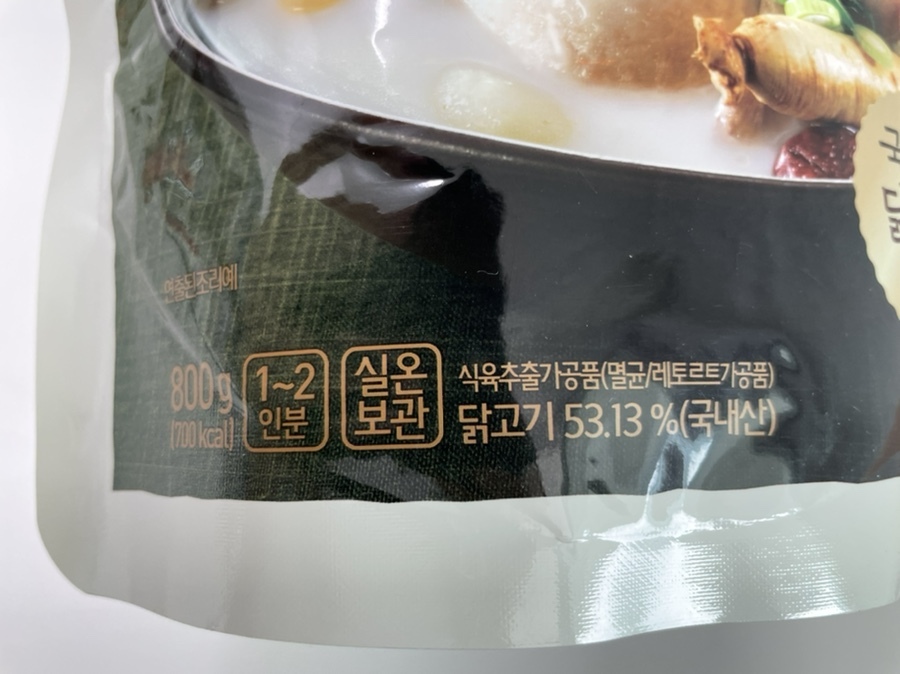 연출된조리예
800 g
(700 kcal)
1~2
인분
실온
보관
식육추출가공품(멸균/레토르트가공품)
닭고기 53.13 %(국내산)